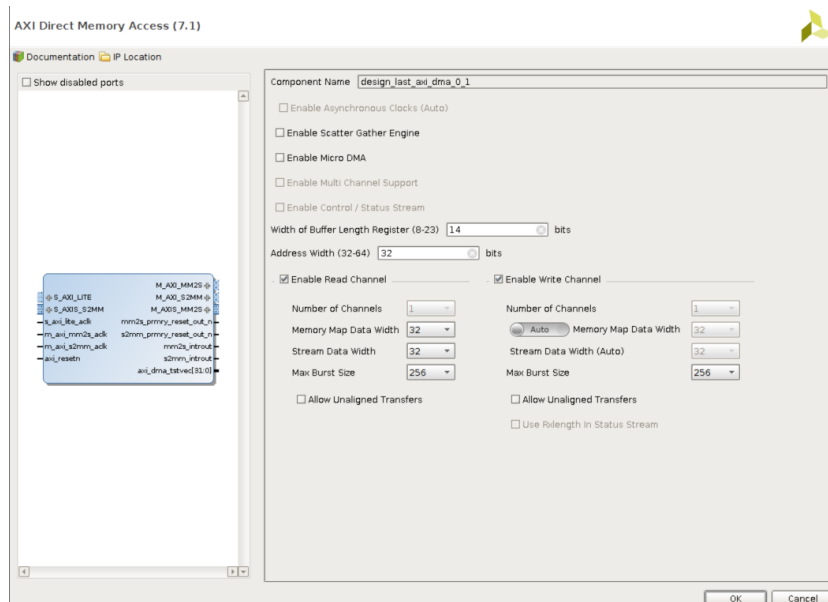 AXI Direct Memory Access (7.1)
Documentation IP Location
Show disabled ports
S_AXI_LITE
S_AXIS_S2MM
s_axi_lite_aclk
m_axi_mm2s_aclk
m_axi_s2mm_aclk
axi_resetn
M_AXI_MM2S
M_AXI_S2MM
M_AXIS_MM2S
mm2s_prmry_reset_out_n
s2mm_prmry_reset_out_n
mm2s_introut
s2mm_introut
axi_dma_tstvec[31:0]
Component Name design_last_axi_dma_0_1
Enable Asynchronous Clocks (Auto)
Enable Scatter Gather Engine
Enable Micro DMA
Enable Multi Channel Support
Enable Control / Status Stream
Width of Buffer Length Register (8-23) 14 bits
Address Width (32-64) 32 bits
Enable Read Channel
Number of Channels 1
Memory Map Data Width 32
Stream Data Width 32
Max Burst Size 256
Allow Unaligned Transfers
Enable Write Channel
Number of Channels 1
Auto Memory Map Data Width 32
Stream Data Width (Auto) 32
Max Burst Size 256
Allow Unaligned Transfers
Use Rxlength In Status Stream
OK Cancel